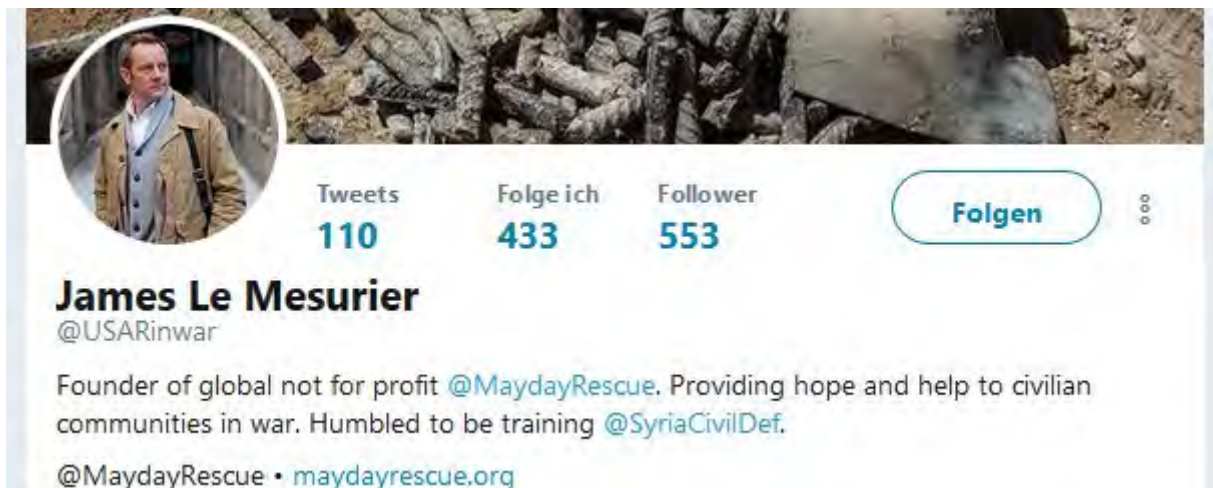 Tweets Folge ich Follower
110 433 553
Folgen
James Le Mesurier
@USARinwar
Founder of global not for profit @MaydayRescue. Providing hope and help to civilian
communities in war. Humbled to be training @SyriaCivilDef.
@MaydayRescue • maydayrescue.org